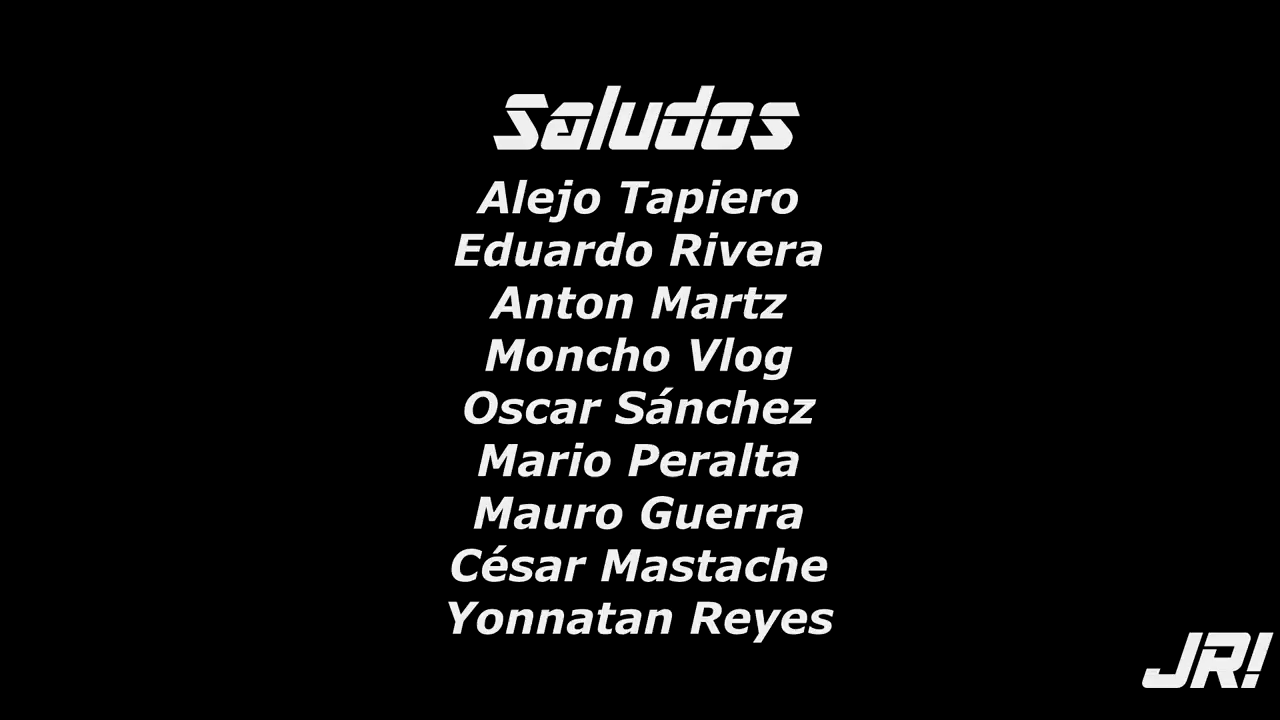 Saludos
Alejo Tapiero
Eduardo Rivera
Anton Martz
Moncho Vlog
Oscar Sánchez
Mario Peralta
Mauro Guerra
César Mastache
Yonnatan Reyes
JR!